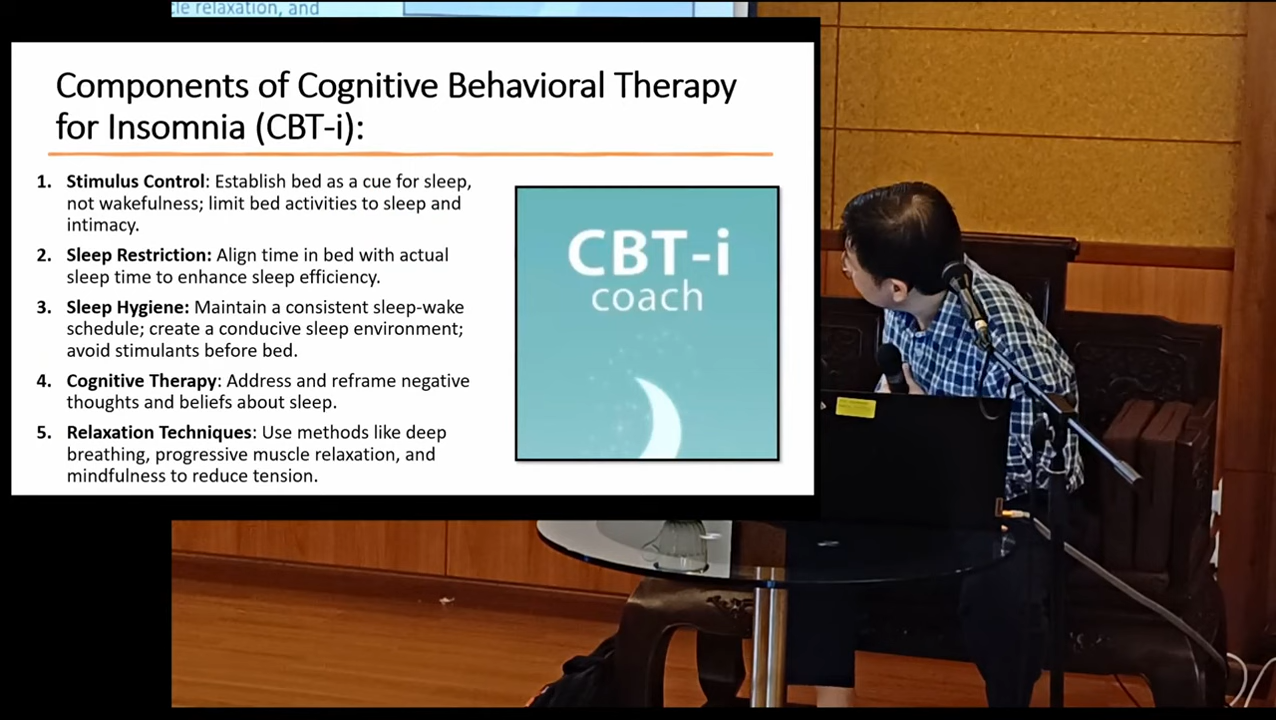 cle relaxation, and
Components of Cognitive Behavioral Therapy
for Insomnia (CBT-i):
1. Stimulus Control: Establish bed as a cue for sleep,
not wakefulness; limit bed activities to sleep and
intimacy.
2. Sleep Restriction: Align time in bed with actual
sleep time to enhance sleep efficiency.
3. Sleep Hygiene: Maintain a consistent sleep-wake
schedule; create a conducive sleep environment;
avoid stimulants before bed.
4. Cognitive Therapy: Address and reframe negative
thoughts and beliefs about sleep.
5. Relaxation Techniques: Use methods like deep
breathing, progressive muscle relaxation, and
mindfulness to reduce tension.
CBT-i
coach